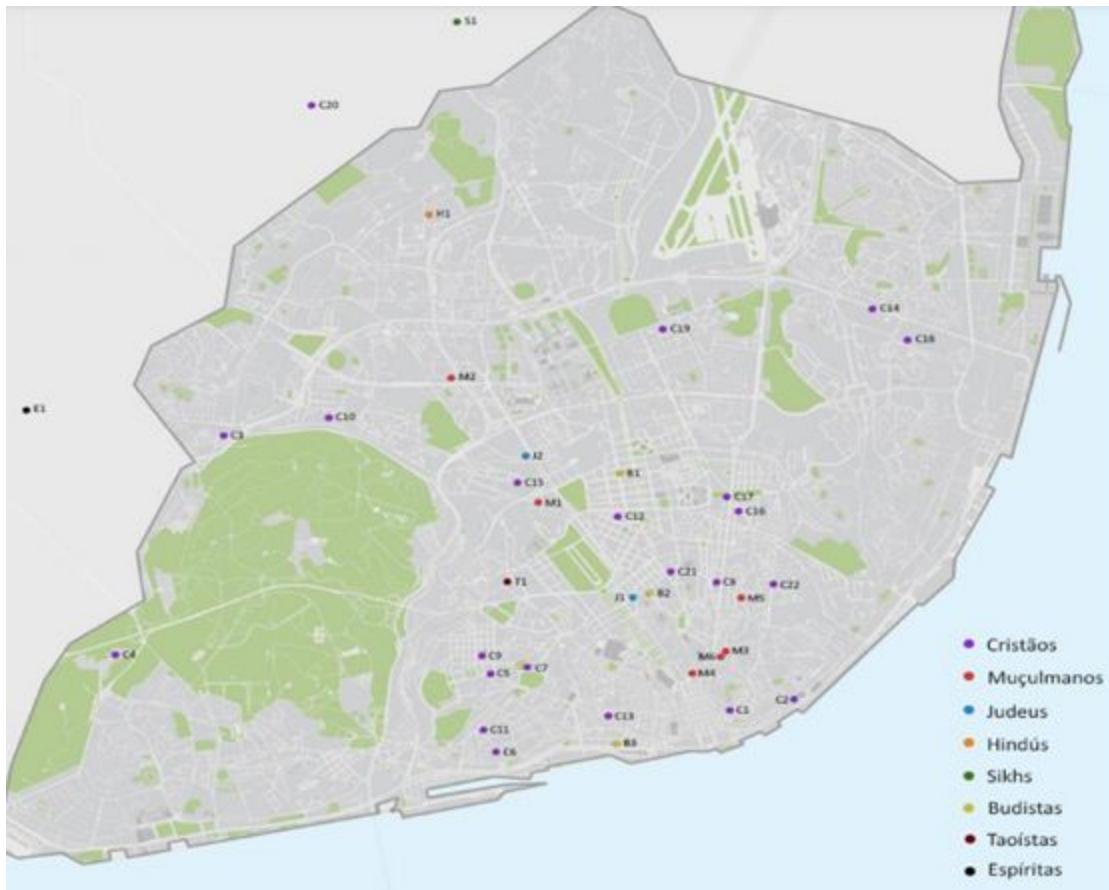 S1
C20
H1
C14
C19
C18
M2
E1
C10
C3
J2
B1
C15
C17
M1
C16
C12
C21
T1
C8
C22
B2
J1
M5
C4
C9
M3
M6
C7
C5
M4
C2
C1
C13
C11
B3
C6
Cristãos
Muçulmanos
Judeus
Hindús
Sikhs
Budistas
Taoístas
Espíritas